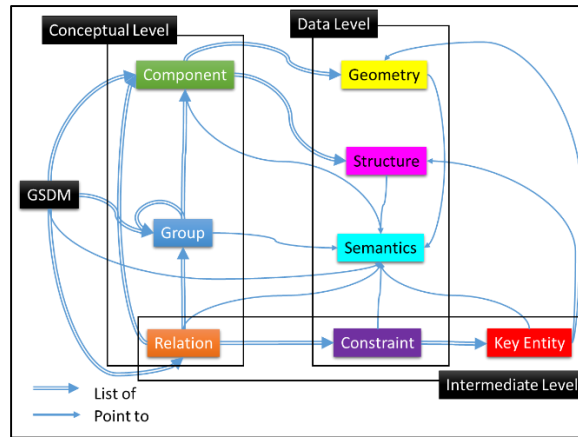 Conceptual Level
Data Level
Component
Geometry
Structure
GSDM
Group
Semantics
Relation
Constraint
Key Entity
Intermediate Level
List of
Point to